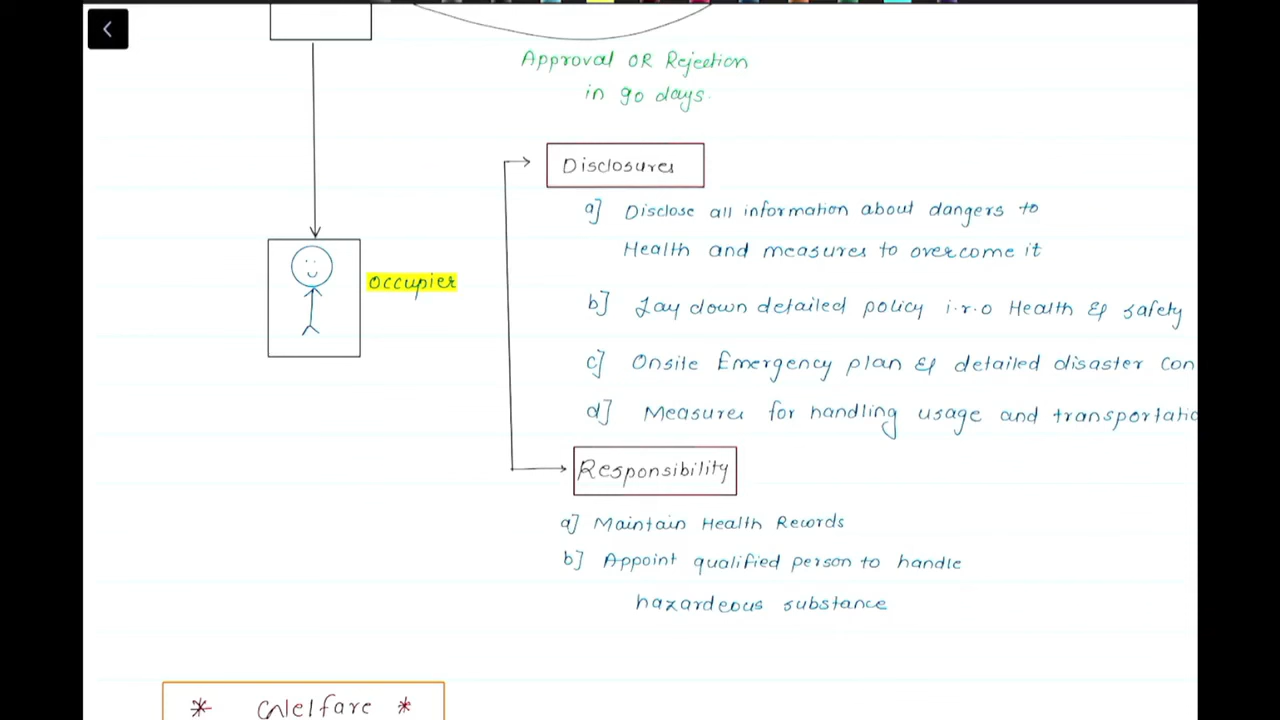 Approval OR Rejection
in 90 days.
Disclosures
a] Disclose all information about dangers to
Health and measures to overcome it
occupier
b] Lay down detailed policy i.r.o Health & safety
c] Onsite Emergency plan & detailed disaster con
d] Measures for handling usage and transportatio
Responsibility
a] Maintain Health Records
b] Appoint qualified person to handle
hazardeous substance
* Welfare *